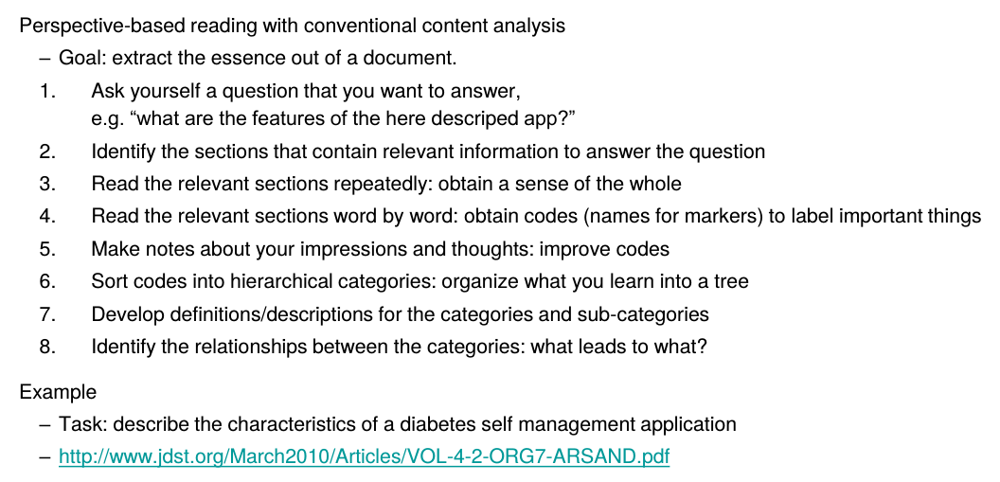 Perspective-based reading with conventional content analysis
– Goal: extract the essence out of a document.
1. Ask yourself a question that you want to answer,
e.g. “what are the features of the here descriped app?”
2. Identify the sections that contain relevant information to answer the question
3. Read the relevant sections repeatedly: obtain a sense of the whole
4. Read the relevant sections word by word: obtain codes (names for markers) to label important things
5. Make notes about your impressions and thoughts: improve codes
6. Sort codes into hierarchical categories: organize what you learn into a tree
7. Develop definitions/descriptions for the categories and sub-categories
8. Identify the relationships between the categories: what leads to what?
Example
– Task: describe the characteristics of a diabetes self management application
– http://www.jdst.org/March2010/Articles/VOL-4-2-ORG7-ARSAND.pdf